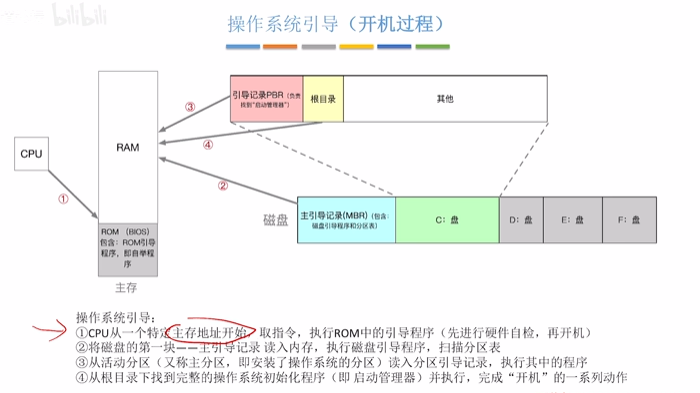 bilibili
操作系统引导（开机过程）
引导记录PBR（负责
找到“启动管理器”）
根目录
其他
③
④
CPU
RAM
①
②
磁盘
主引导记录(MBR)（包含：
磁盘引导程序和分区表）
C：盘
D：盘
E：盘
F：盘
ROM （BIOS）
包含：ROM引导
程序，即自举程
序
主存
操作系统引导：
①CPU从一个特定主存地址开始，取指令，执行ROM中的引导程序（先进行硬件自检，再开机）
②将磁盘的第一块——主引导记录 读入内存，执行磁盘引导程序，扫描分区表
③从活动分区（又称主分区，即安装了操作系统的分区）读入分区引导记录，执行其中的程序
④从根目录下找到完整的操作系统初始化程序（即 启动管理器）并执行，完成“开机”的一系列动作